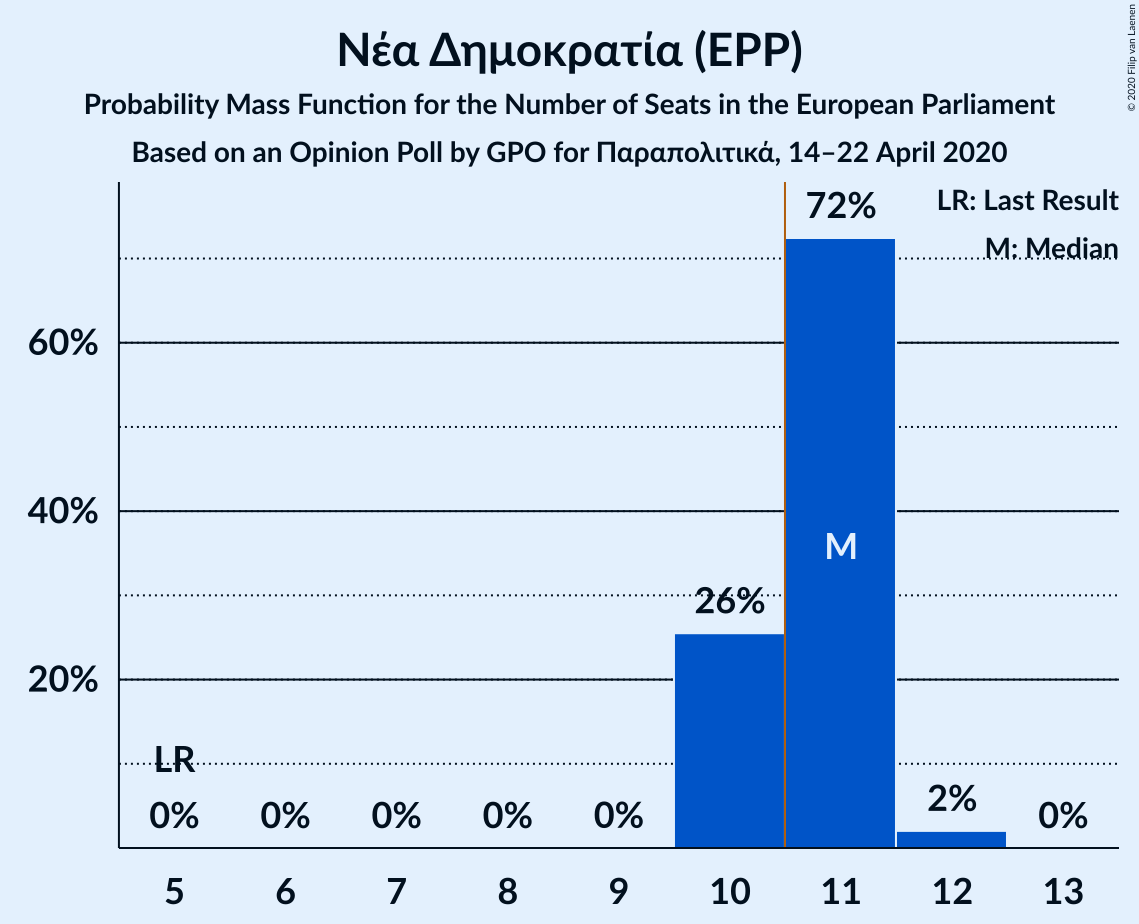 Νέα Δημοκρατία (EPP)
Probability Mass Function for the Number of Seats in the European Parliament
Based on an Opinion Poll by GPO for Παραπολιτικά, 14–22 April 2020
© 2020 Filip van Laenen
LR: Last Result
M: Median
72%
60%
40%
M
26%
20%
LR
0% 0% 0% 0% 0% 2% 0%
5 6 7 8 9 10 11 12 13